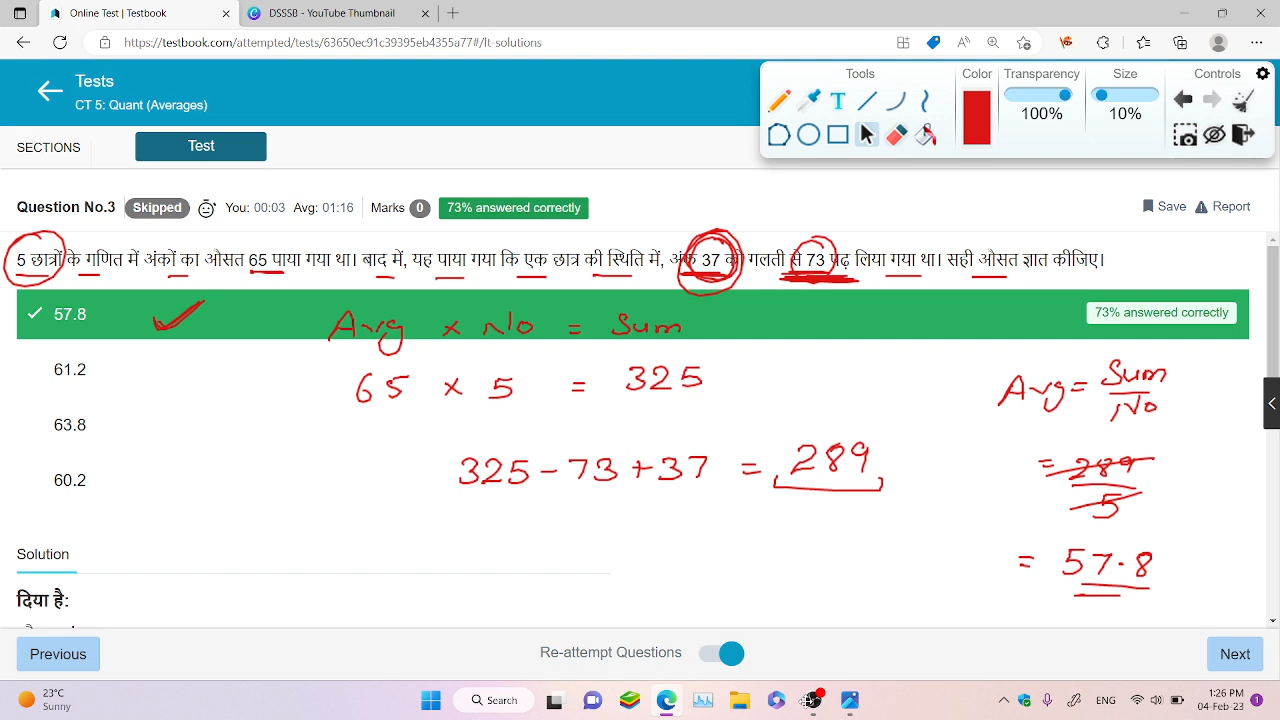 Online Test | Testbook
DSSSB - YouTube Thumbnail
https://testbook.com/attempted/tests/63650ec91c39395eb4355a77#/lt-solutions
Tests
CT 5: Quant (Averages)
Tools
Color
Transparency
Size
Controls
100%
10%
SECTIONS
Test
Question No.3 Skipped You: 00:03 Avg: 01:16 Marks 0 73% answered correctly
Save Report
5 छात्रों के गणित में अंकों का औसत 65 पाया गया था। बाद में, यह पाया गया कि एक छात्र की स्थिति में, अंक 37 को गलती से 73 पढ़ लिया गया था। सही औसत ज्ञात कीजिए।
57.8
73% answered correctly
Avg × No = Sum
61.2
65 × 5 = 325
Avg = Sum
No
63.8
325 - 73 + 37 = 289
= 289
5
60.2
= 57.8
Solution
दिया है:
Previous
Re-attempt Questions
Next
23°C
Sunny
Search
ENG
1:26 PM
04-Feb-23
1